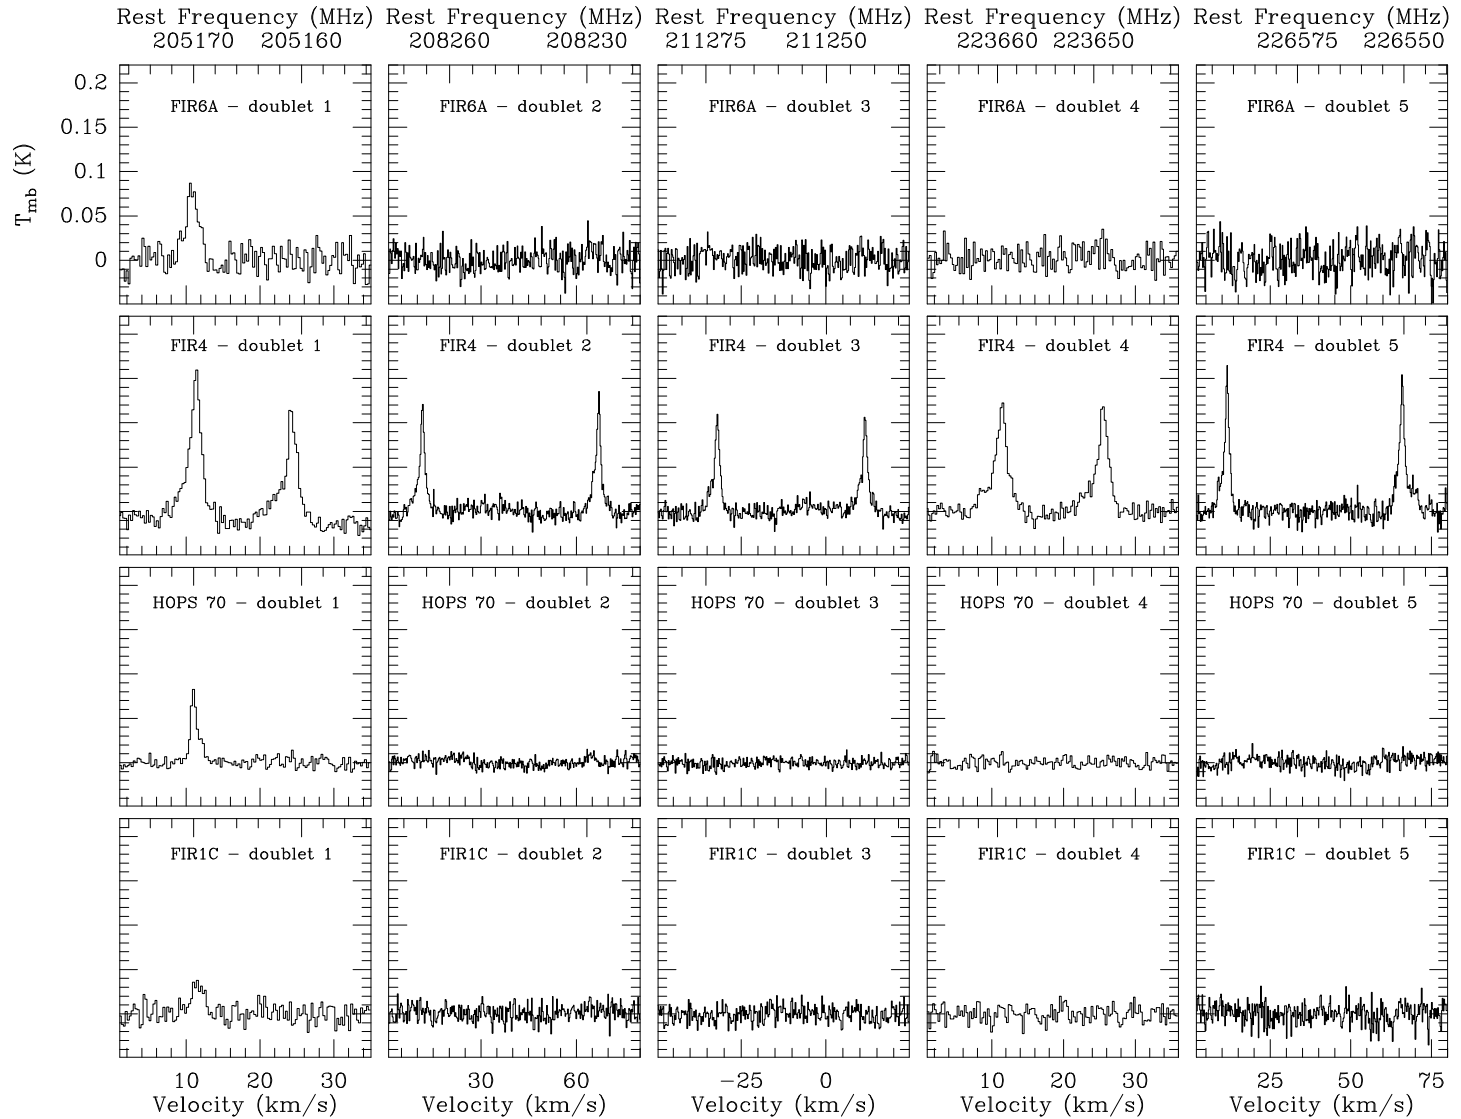 Rest Frequency (MHz) Rest Frequency (MHz) Rest Frequency (MHz) Rest Frequency (MHz) Rest Frequency (MHz)
205170 205160 208260 208230 211275 211250 223660 223650 226575 226550
FIR6A – doublet 1 FIR6A – doublet 2 FIR6A – doublet 3 FIR6A – doublet 4 FIR6A – doublet 5
0.2
0.15
0.1
0.05
0
T_mb (K)
FIR4 – doublet 1 FIR4 – doublet 2 FIR4 – doublet 3 FIR4 – doublet 4 FIR4 – doublet 5
HOPS 70 – doublet 1 HOPS 70 – doublet 2 HOPS 70 – doublet 3 HOPS 70 – doublet 4 HOPS 70 – doublet 5
FIR1C – doublet 1 FIR1C – doublet 2 FIR1C – doublet 3 FIR1C – doublet 4 FIR1C – doublet 5
10 20 30 30 60 −25 0 10 20 30 25 50 75
Velocity (km/s) Velocity (km/s) Velocity (km/s) Velocity (km/s) Velocity (km/s)